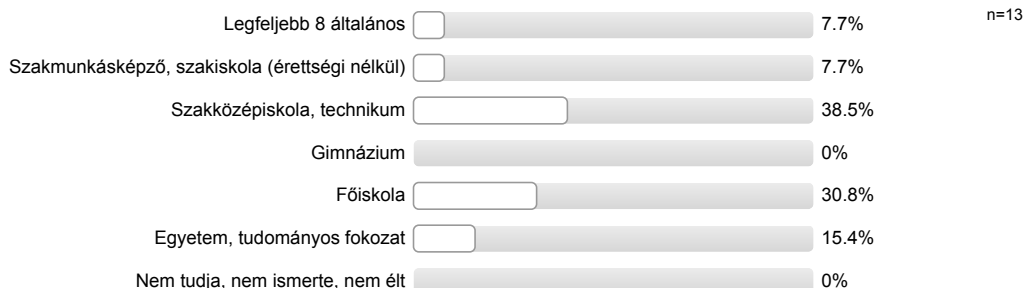 Legfeljebb 8 általános 7.7% n=13
Szakmunkásképző, szakiskola (érettségi nélkül) 7.7%
Szakközépiskola, technikum 38.5%
Gimnázium 0%
Főiskola 30.8%
Egyetem, tudományos fokozat 15.4%
Nem tudja, nem ismerte, nem élt 0%